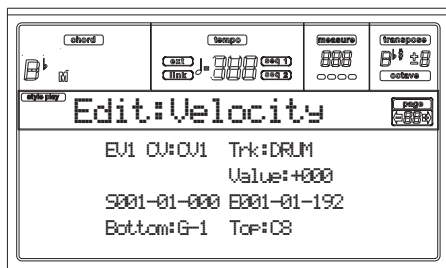 chord tempo measure transpose
B♭ M ext link ♩=888 seq 1 seq 2 888 B♭# ±8
octave
style play page
Edit:Velocity 88
EV1 CV:CV1 Trk:DRUM
Value:+000
S001-01-000 E001-01-192
Bottom:G-1 Top:C8